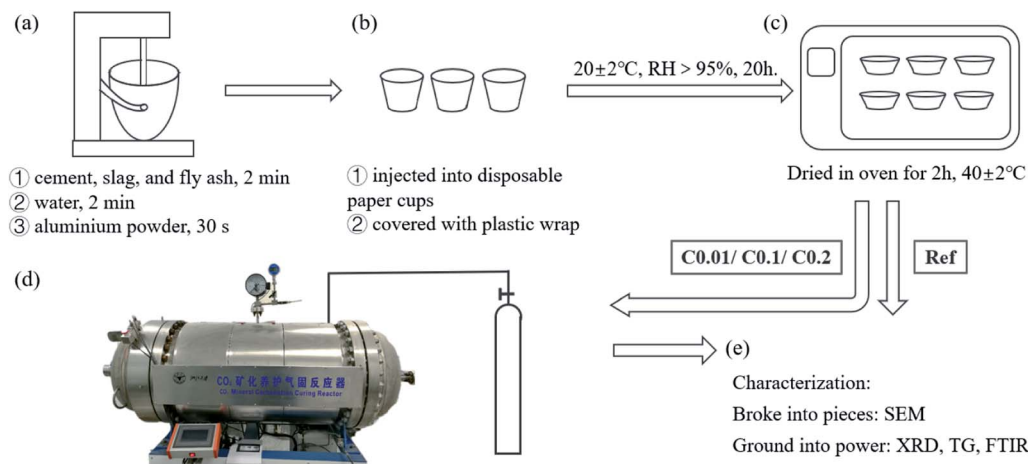 (a)
(b)
(c)
20±2℃, RH > 95%, 20h.
① cement, slag, and fly ash, 2 min
② water, 2 min
③ aluminium powder, 30 s
① injected into disposable
paper cups
② covered with plastic wrap
Dried in oven for 2h, 40±2℃
C0.01/ C0.1/ C0.2
Ref
(d)
CO₂ 矿化养护气固反应器
CO₂ Mineral Carbonation Curing Reactor
(e)
Characterization:
Broke into pieces: SEM
Ground into power: XRD, TG, FTIR